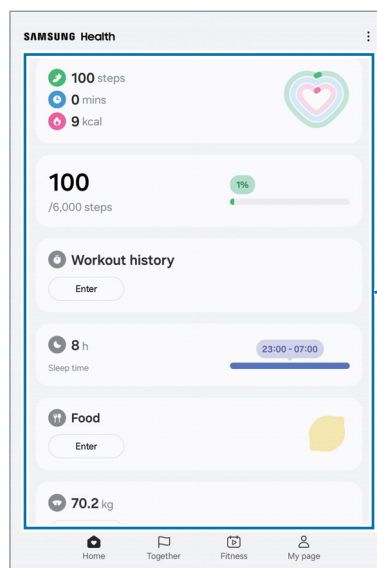 SAMSUNG Health
100 steps
0 mins
9 kcal
100
/6,000 steps
1%
Workout history
Enter
8 h
Sleep time
23:00 - 07:00
Food
Enter
70.2 kg
Home
Together
Fitness
My page